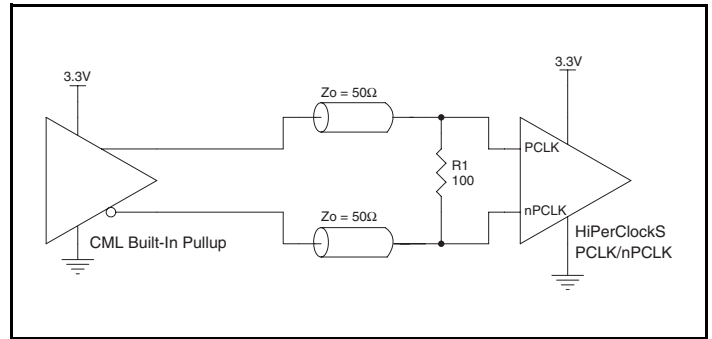 3.3V
3.3V
Zo = 50Ω
PCLK
R1
100
nPCLK
Zo = 50Ω
CML Built-In Pullup
HiPerClockS
PCLK/nPCLK